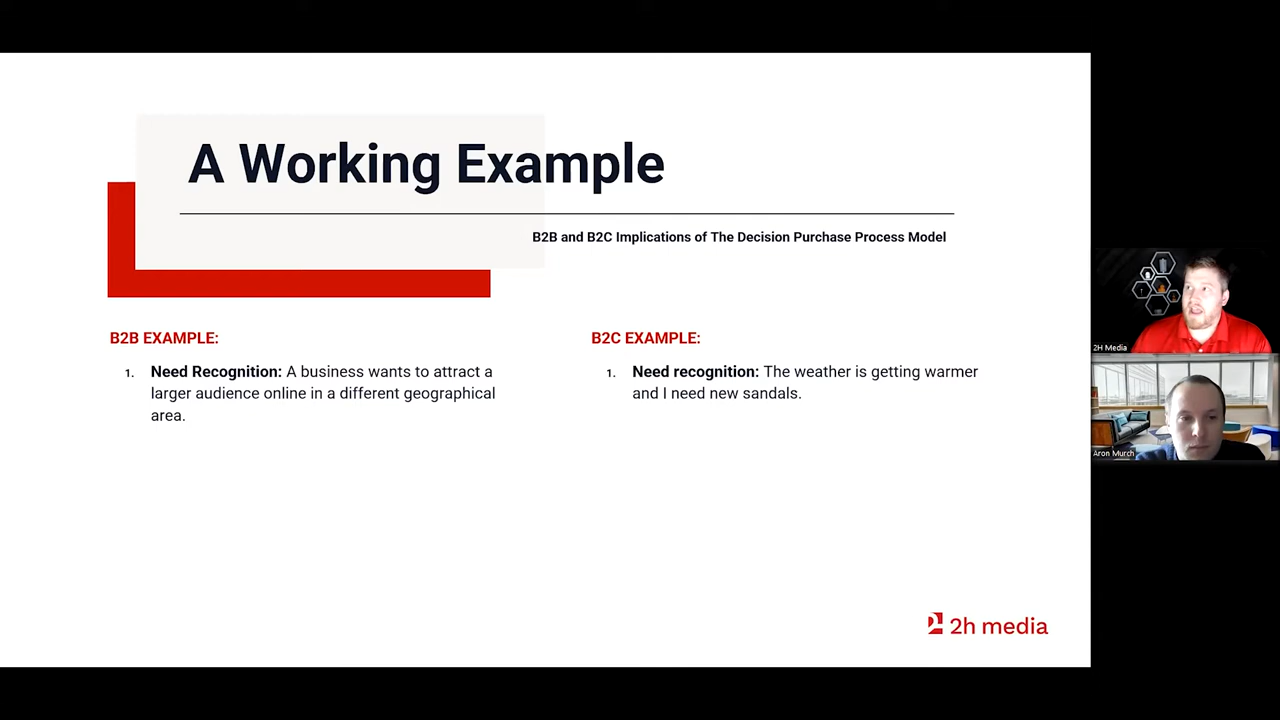 A Working Example
B2B and B2C Implications of The Decision Purchase Process Model
B2B EXAMPLE:
1. Need Recognition: A business wants to attract a
larger audience online in a different geographical
area.
B2C EXAMPLE:
1. Need recognition: The weather is getting warmer
and I need new sandals.
2H Media
Aron Murch
2h media